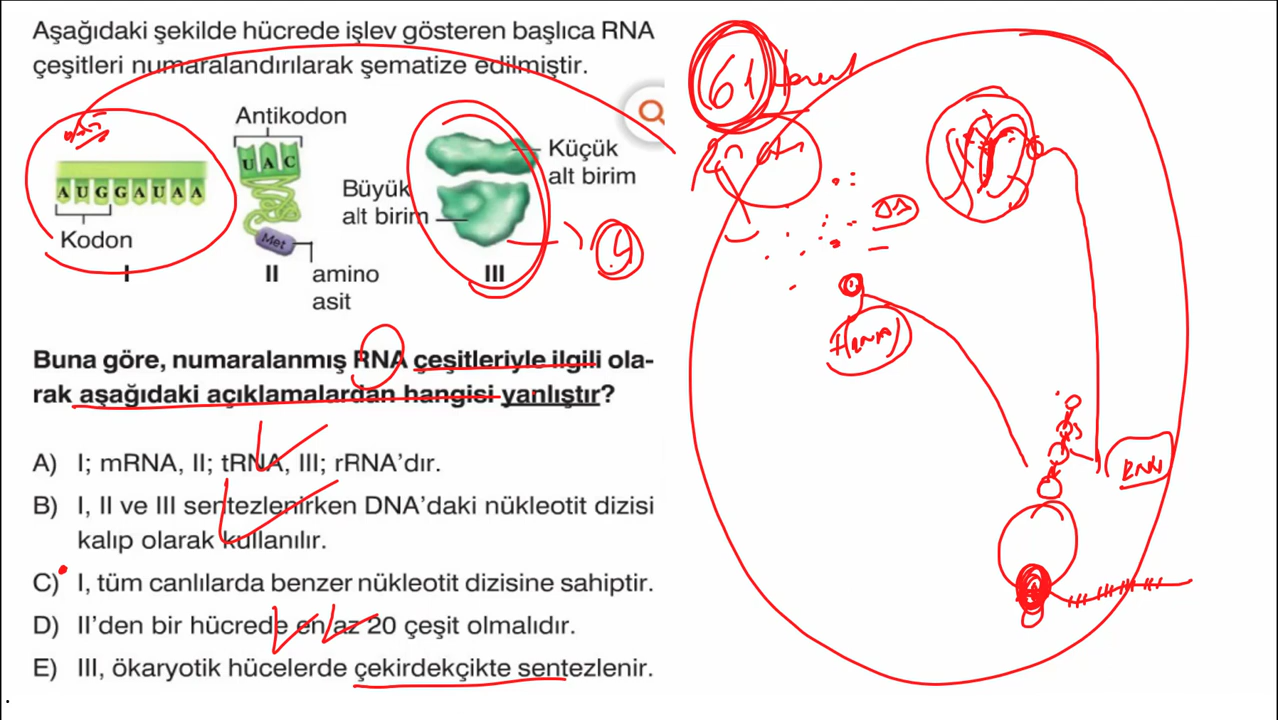 Aşağıdaki şekilde hücrede işlev gösteren başlıca RNA
çeşitleri numaralandırılarak şematize edilmiştir.
Antikodon
U A C
A U G G A U A A
Kodon
I
Met
II
amino
asit
Küçük
alt birim
Büyük
alt birim
III
61
Buna göre, numaralanmış RNA çeşitleriyle ilgili ola-
rak aşağıdaki açıklamalardan hangisi yanlıştır?
A) I; mRNA, II; tRNA, III; rRNA'dır.
B) I, II ve III sentezlenirken DNA'daki nükleotit dizisi
kalıp olarak kullanılır.
C) I, tüm canlılarda benzer nükleotit dizisine sahiptir.
D) II'den bir hücrede en az 20 çeşit olmalıdır.
E) III, ökaryotik hücelerde çekirdekçikte sentezlenir.